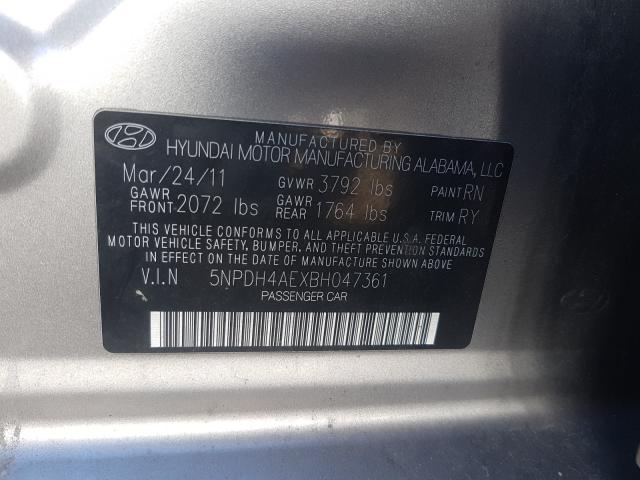 MANUFACTURED BY
HYUNDAI MOTOR MANUFACTURING ALABAMA, LLC
Mar/24/11 GVWR 3792 lbs PAINT RN
GAWR FRONT 2072 lbs GAWR REAR 1764 lbs TRIM RY
THIS VEHICLE CONFORMS TO ALL APPLICABLE U.S.A. FEDERAL
MOTOR VEHICLE SAFETY, BUMPER, AND THEFT PREVENTION STANDARDS
IN EFFECT ON THE DATE OF MANUFACTURE SHOWN ABOVE
V.I.N 5NPDH4AEXBH047361
PASSENGER CAR